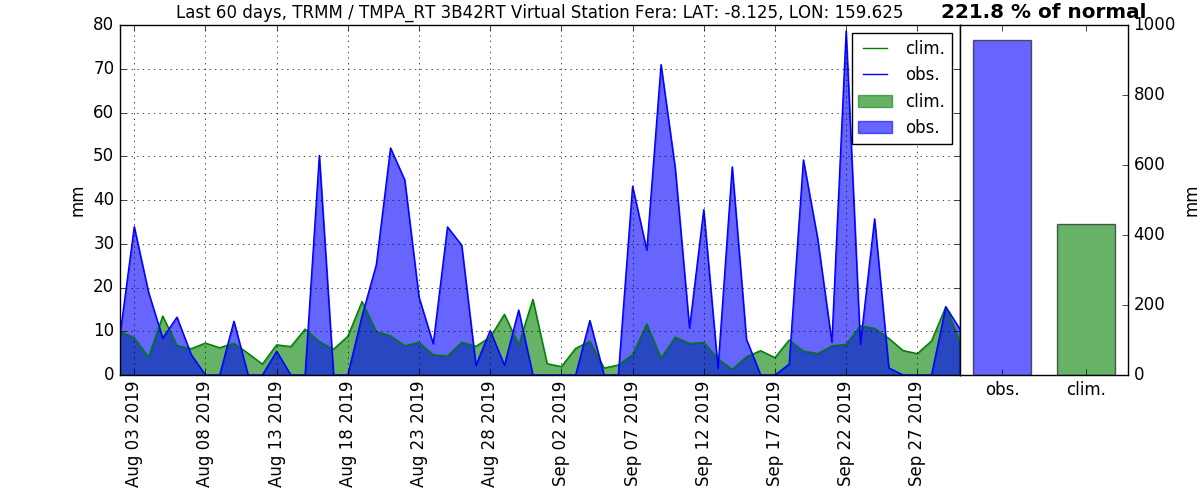 Last 60 days, TRMM / TMPA_RT 3B42RT Virtual Station Fera: LAT: -8.125, LON: 159.625
221.8 % of normal
80
70
60
50
40
30
20
10
0
mm
clim.
obs.
clim.
obs.
1000
800
600
400
200
0
mm
obs.
clim.
Aug 03 2019
Aug 08 2019
Aug 13 2019
Aug 18 2019
Aug 23 2019
Aug 28 2019
Sep 02 2019
Sep 07 2019
Sep 12 2019
Sep 17 2019
Sep 22 2019
Sep 27 2019